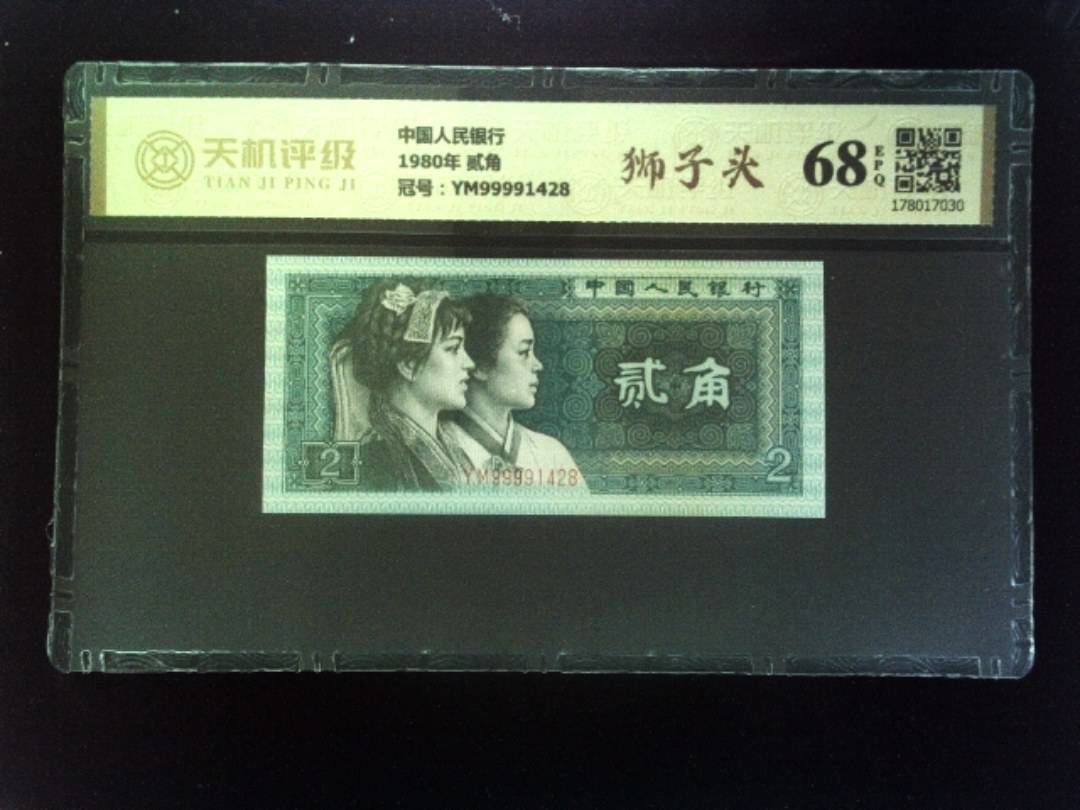 天机评级
TIAN JI PING JI
中国人民银行
1980年 贰角
冠号：YM99991428
狮子头
68
EPQ
178017030
中国人民银行
贰角
2
YM99991428
2